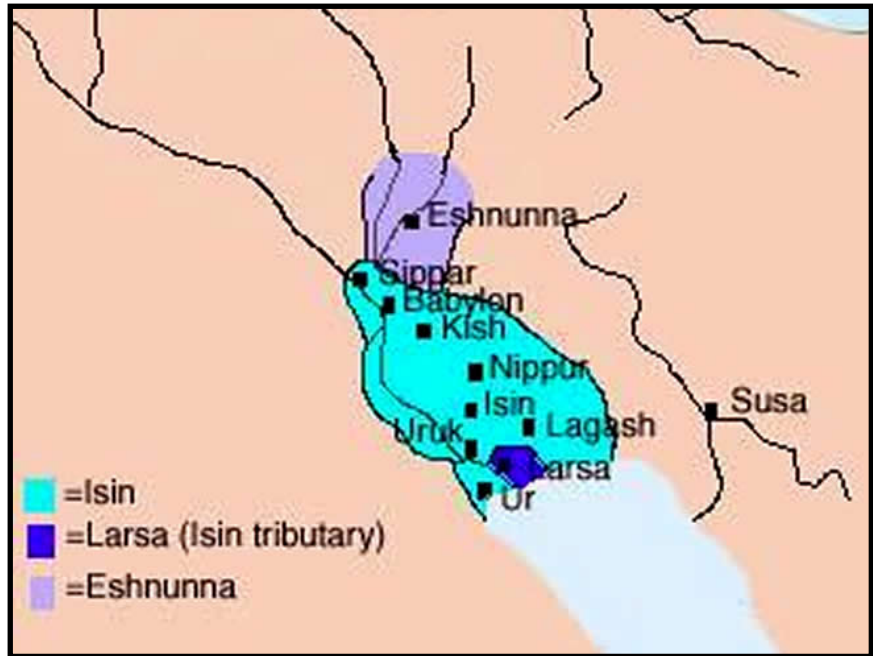 Eshnunna
Sippar
Babylon
Kish
Nippur
Isin
Susa
Lagash
Uruk
Larsa
Ur
=Isin
=Larsa (Isin tributary)
=Eshnunna